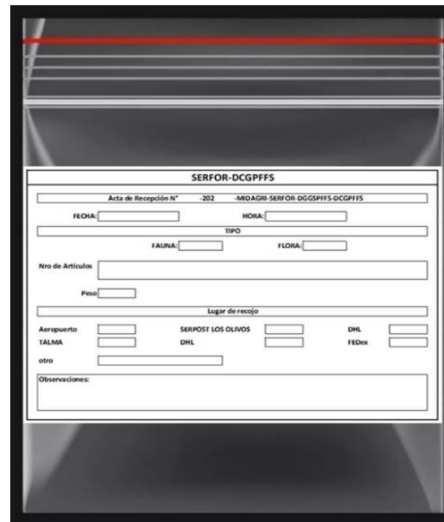 SERFOR-DCGPFFS
Acta de Recepción N° -202 -MIDAGRI-SERFOR-DGGSPFFS-DCGPFFS
FECHA: HORA:
TIPO
FAUNA: FLORA:
Nro de Artículos
Peso
Lugar de recojo
Aeropuerto SERPOST LOS OLIVOS DHL
TALMA DHL FEDex
otro
Observaciones: